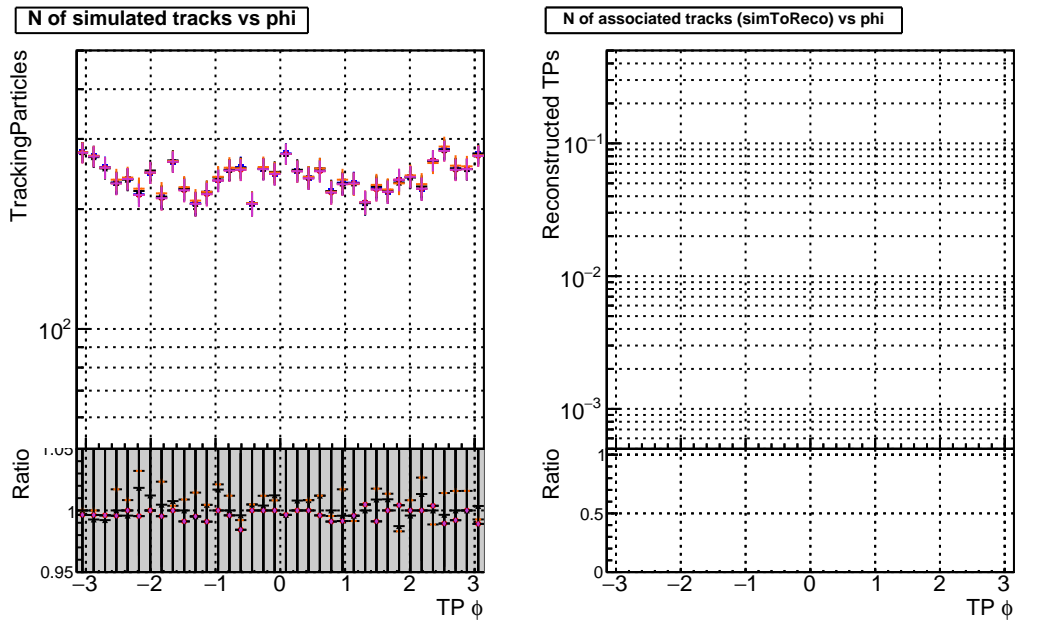 N of simulated tracks vs phi
TrackingParticles
10²
Ratio
1.05
1
0.95
−3 −2 −1 0 1 2 3
TP ϕ
N of associated tracks (simToReco) vs phi
Reconstructed TPs
10⁻¹
10⁻²
10⁻³
Ratio
1
0.5
0
−3 −2 −1 0 1 2 3
TP ϕ